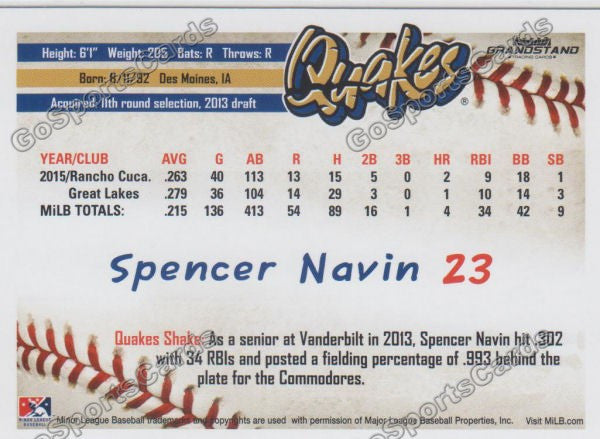 Height: 6'1" Weight: 205 Bats: R Throws: R
Born: 8/11/92 Des Moines, IA
Acquired: 11th round selection, 2013 draft
Quakes
®
GRANDSTAND
TRADING CARDS
YEAR/CLUB AVG G AB R H 2B 3B HR RBI BB SB
2015/Rancho Cuca. .263 40 113 13 15 5 0 2 9 18 1
Great Lakes .279 36 104 14 29 3 0 1 10 14 3
MiLB TOTALS: .215 136 413 54 89 16 1 4 34 42 9
Spencer Navin 23
Quakes Shake: As a senior at Vanderbilt in 2013, Spencer Navin hit .302
with 34 RBIs and posted a fielding percentage of .993 behind the
plate for the Commodores.
MINOR LEAGUE
BASEBALL
Minor League Baseball trademarks and copyrights are used with permission of Major League Baseball Properties, Inc. Visit MiLB.com
GoSportsCards